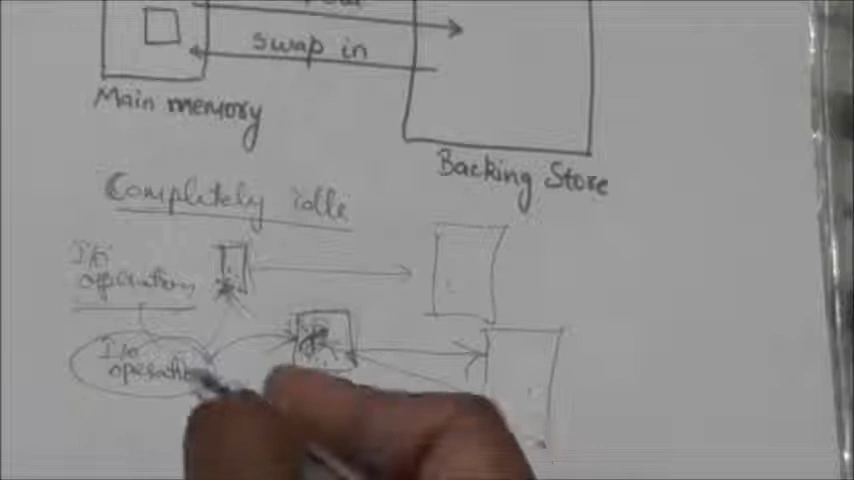 swap in
Main memory
Backing Store
Completely idle
I/o
operation
I/o
operation